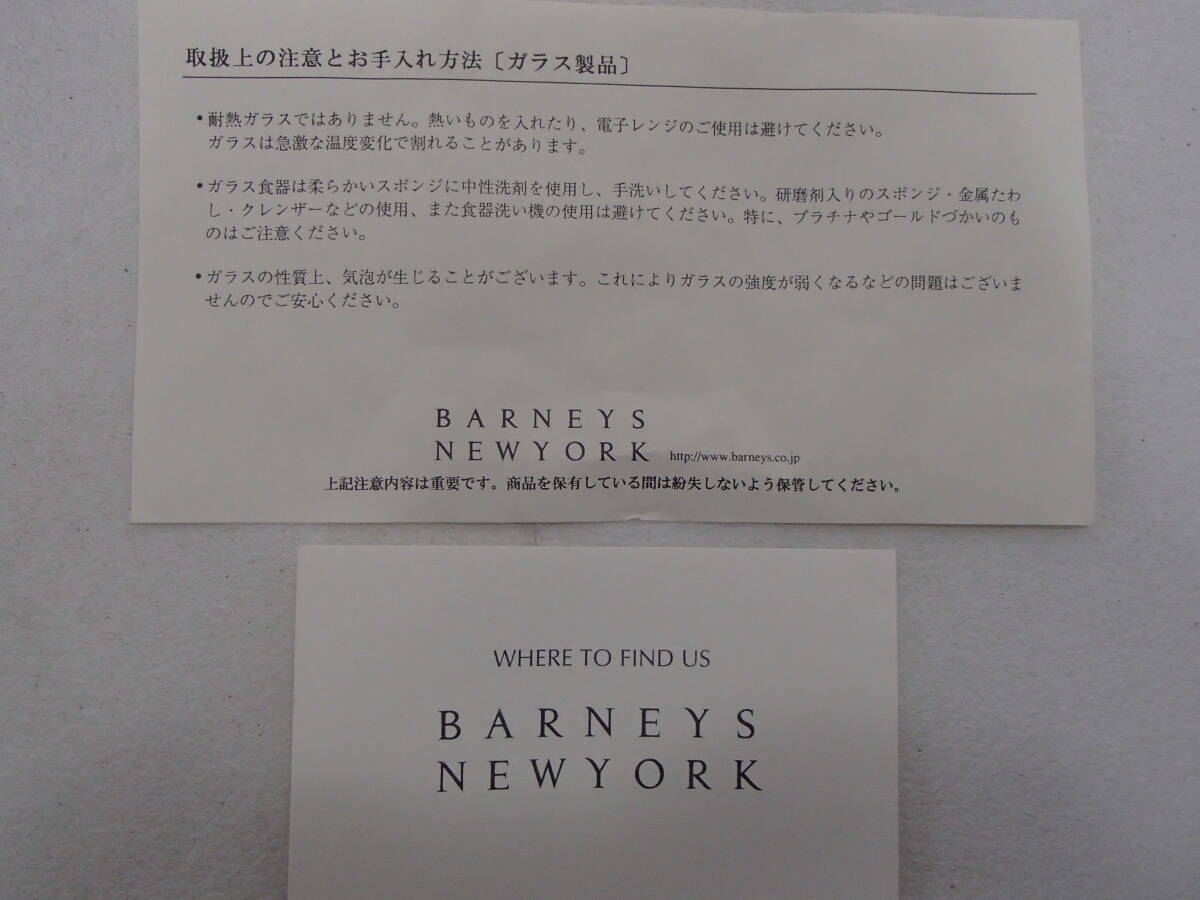 取扱上の注意とお手入れ方法〔ガラス製品〕
•耐熱ガラスではありません。熱いものを入れたり、電子レンジのご使用は避けてください。
ガラスは急激な温度変化で割れることがあります。
•ガラス食器は柔らかいスポンジに中性洗剤を使用し、手洗いしてください。研磨剤入りのスポンジ・金属たわ
し・クレンザーなどの使用、また食器洗い機の使用は避けてください。特に、プラチナやゴールドづかいのも
のはご注意ください。
•ガラスの性質上、気泡が生じることがございます。これによりガラスの強度が弱くなるなどの問題はございま
せんのでご安心ください。
BARNEYS
NEWYORK http://www.barneys.co.jp
上記注意内容は重要です。商品を保有している間は紛失しないよう保管してください。
WHERE TO FIND US
BARNEYS
NEWYORK